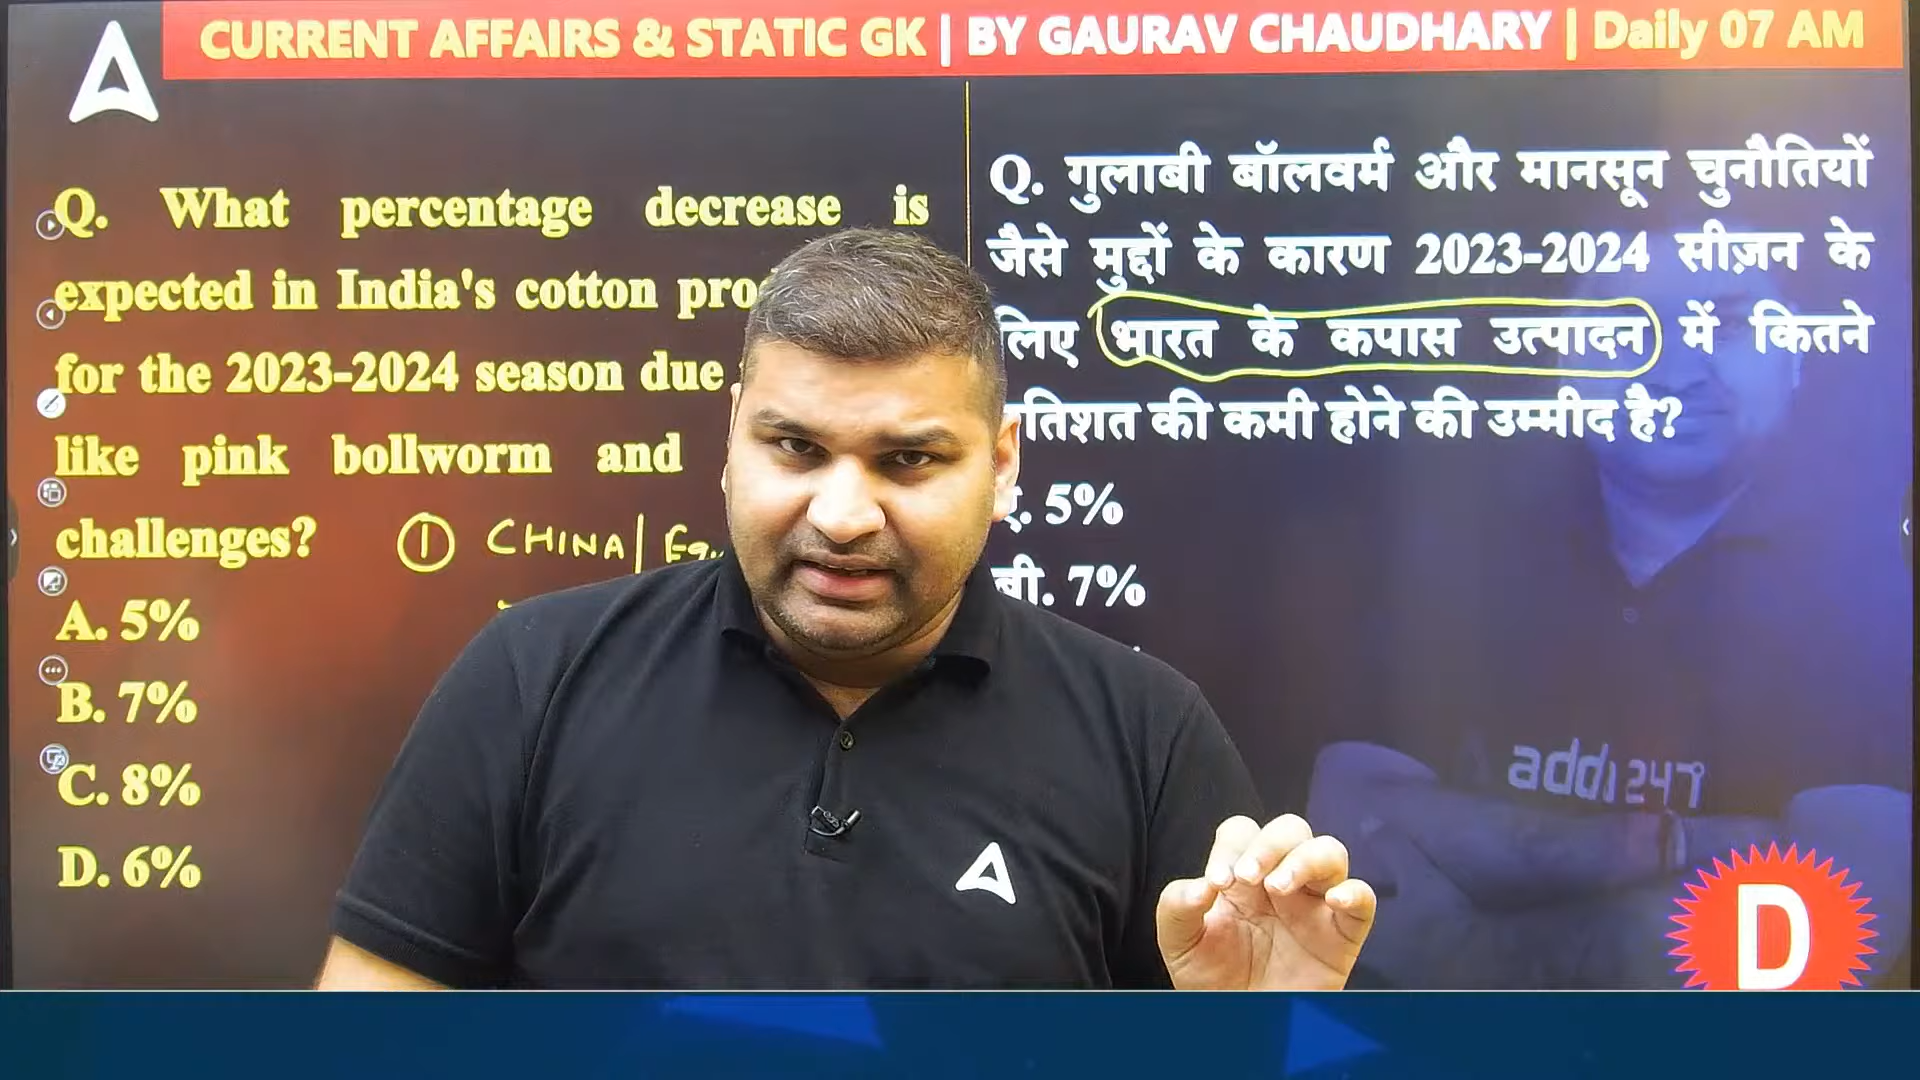 CURRENT AFFAIRS & STATIC GK | BY GAURAV CHAUDHARY | Daily 07 AM
Q. What percentage decrease is
expected in India's cotton
for the 2023-2024 season due
like pink bollworm and
challenges?
① CHINA |
A. 5%
B. 7%
C. 8%
D. 6%
Q. गुलाबी बॉलवर्म और मानसून चुनौतियों
जैसे मुद्दों के कारण 2023-2024 सीज़न के
लिए भारत के कपास उत्पादन में कितने
की कमी होने की उम्मीद है?
ए. 5%
बी. 7%
adda247
D